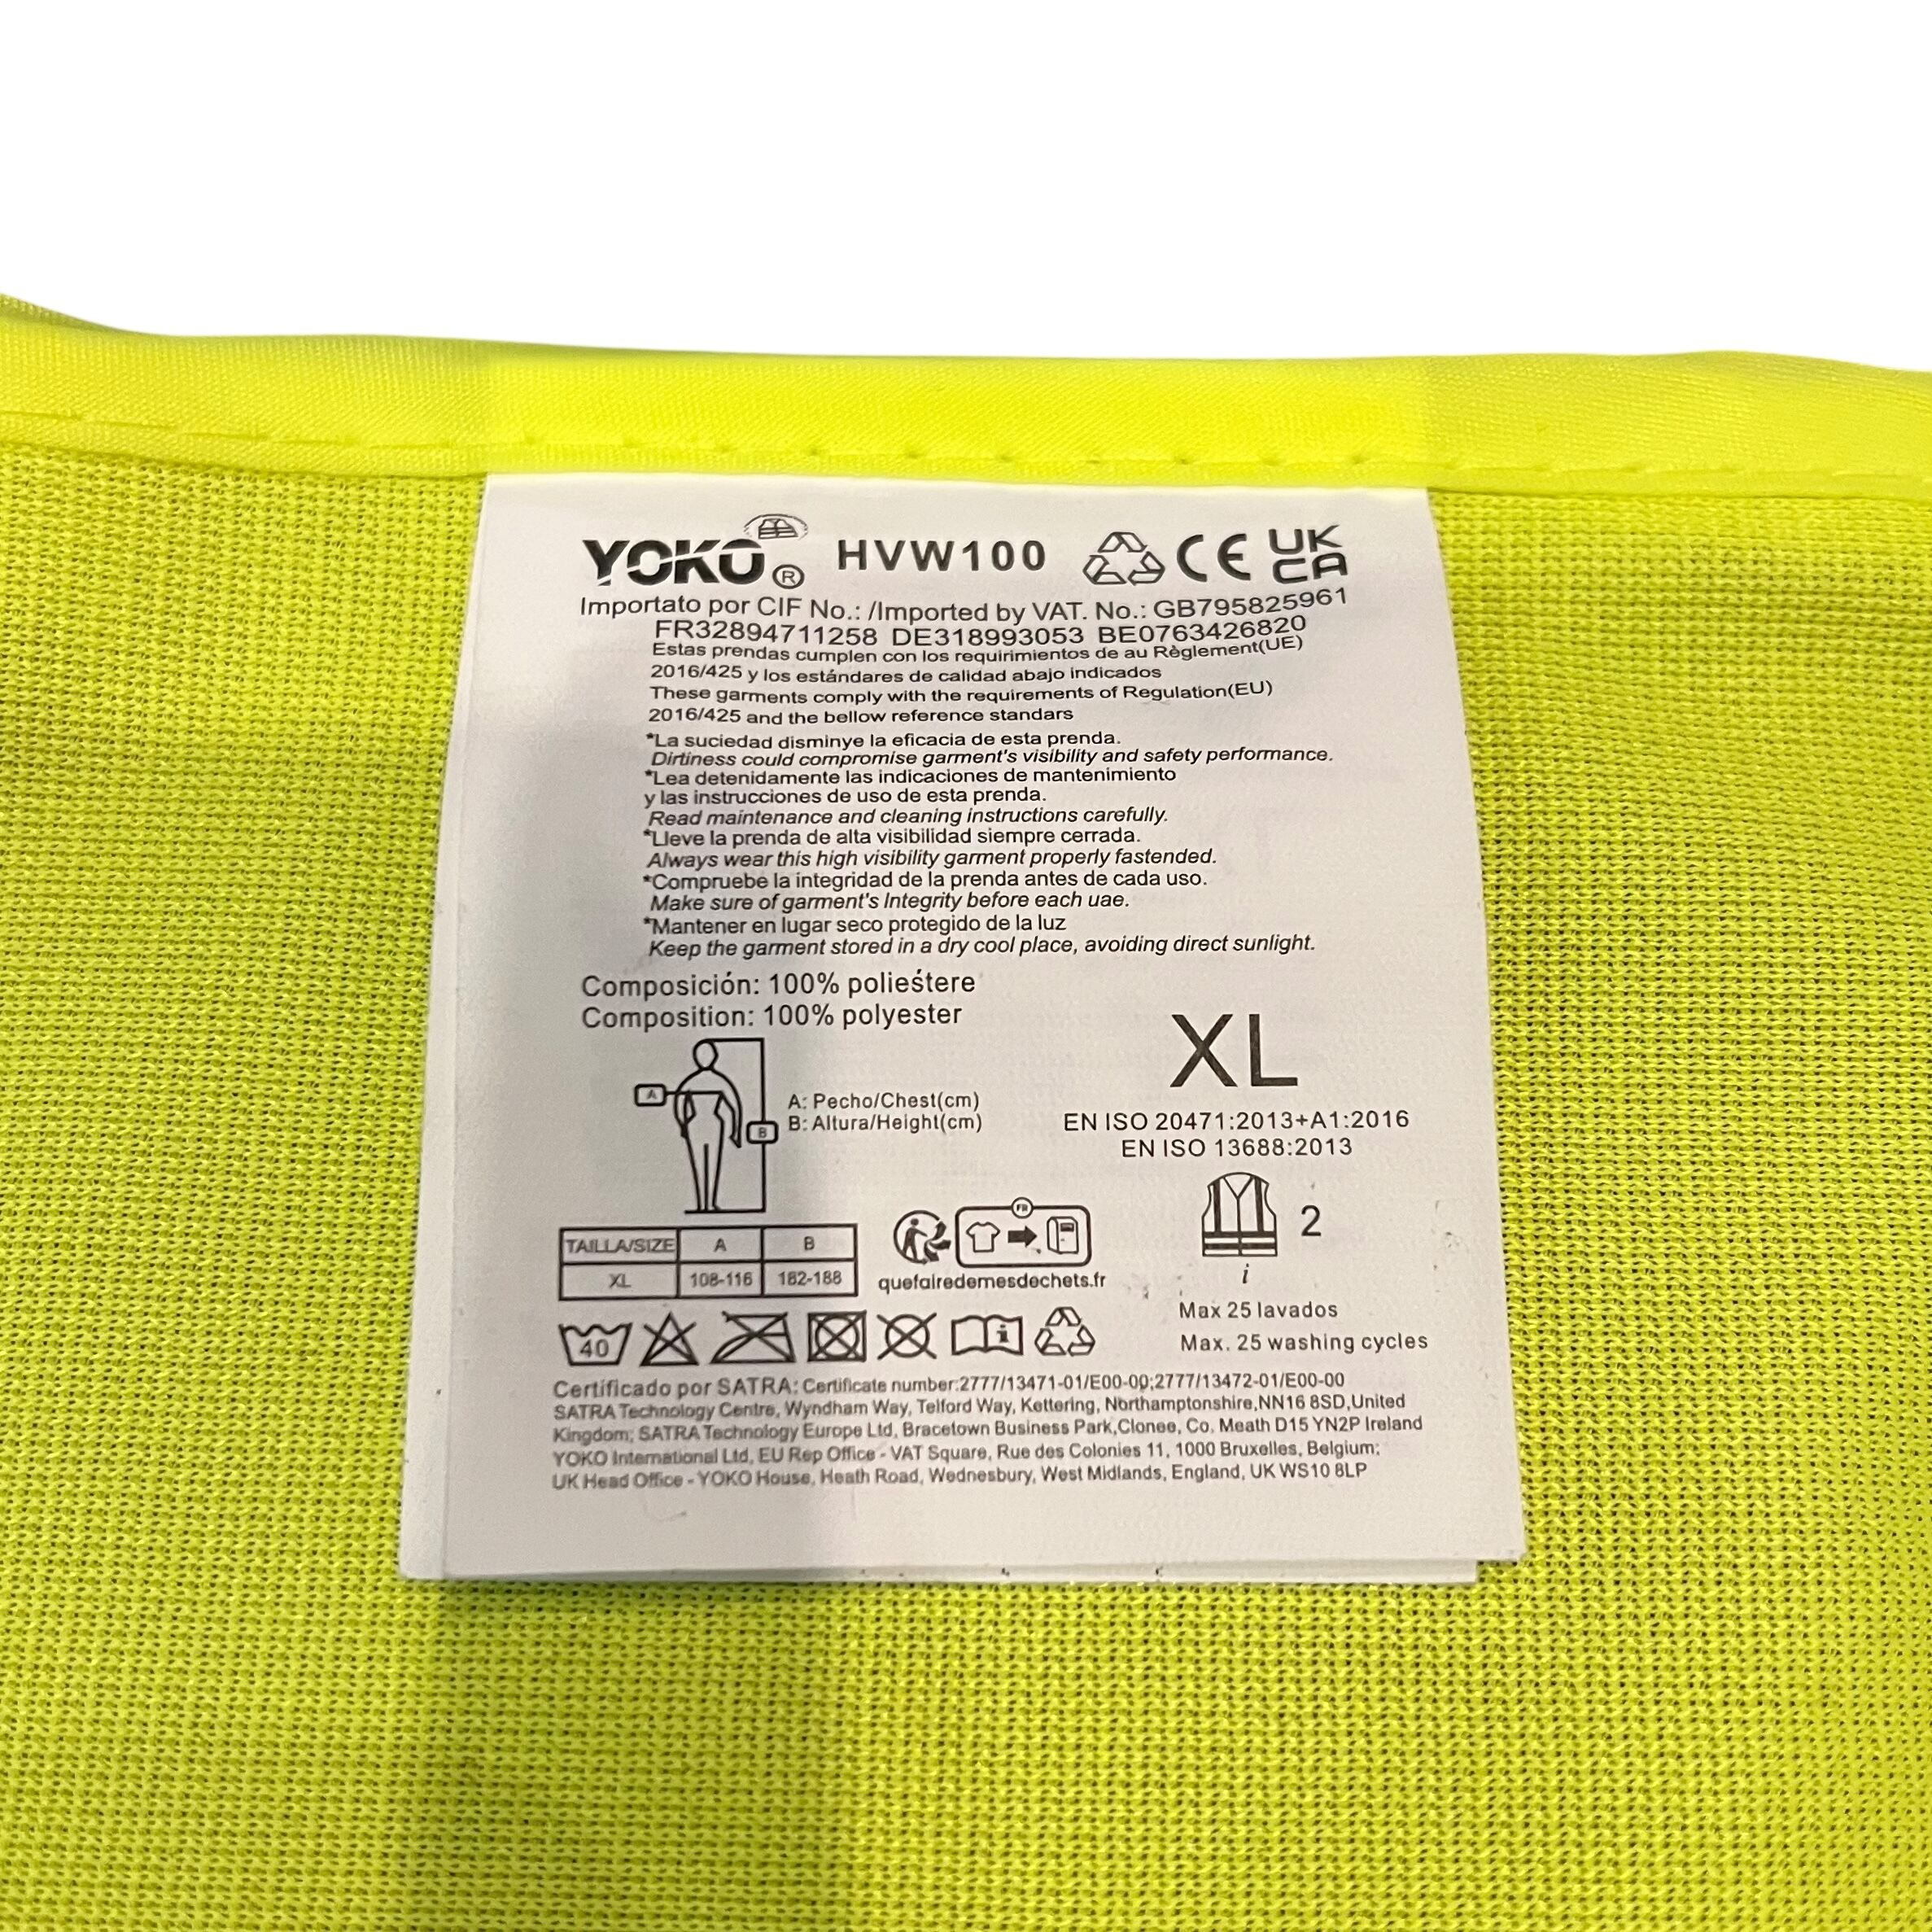 YOKO® HVW100 CE UK CA
Importato por CIF No.: /Imported by VAT. No.: GB795825961
FR32894711258 DE318993053 BE0763426820
Estas prendas cumplen con los requirimientos de au Règlement(UE)
2016/425 y los estándares de calidad abajo indicados
These garments comply with the requirements of Regulation(EU)
2016/425 and the bellow reference standars
*La suciedad disminye la eficacia de esta prenda.
Dirtiness could compromise garment's visibility and safety performance.
*Lea detenidamente las indicaciones de mantenimiento
y las instrucciones de uso de esta prenda.
Read maintenance and cleaning instructions carefully.
*Lleve la prenda de alta visibilidad siempre cerrada.
Always wear this high visibility garment properly fastended.
*Compruebe la integridad de la prenda antes de cada uso.
Make sure of garment's Integrity before each uae.
*Mantener en lugar seco protegido de la luz
Keep the garment stored in a dry cool place, avoiding direct sunlight.
Composición: 100% poliéstere
Composition: 100% polyester
XL
A
B
A: Pecho/Chest(cm)
B: Altura/Height(cm)
EN ISO 20471:2013+A1:2016
EN ISO 13688:2013
2
i
TAILLA/SIZE A B
XL 108-116 182-188
FR
quefairedemesdechets.fr
Max 25 lavados
Max. 25 washing cycles
40
i
Certificado por SATRA: Certificate number:2777/13471-01/E00-00;2777/13472-01/E00-00
SATRA Technology Centre, Wyndham Way, Telford Way, Kettering, Northamptonshire,NN16 8SD,United
Kingdom; SATRA Technology Europe Ltd, Bracetown Business Park,Clonee, Co. Meath D15 YN2P Ireland
YOKO International Ltd, EU Rep Office - VAT Square, Rue des Colonies 11, 1000 Bruxelles, Belgium;
UK Head Office - YOKO House, Heath Road, Wednesbury, West Midlands, England, UK WS10 8LP